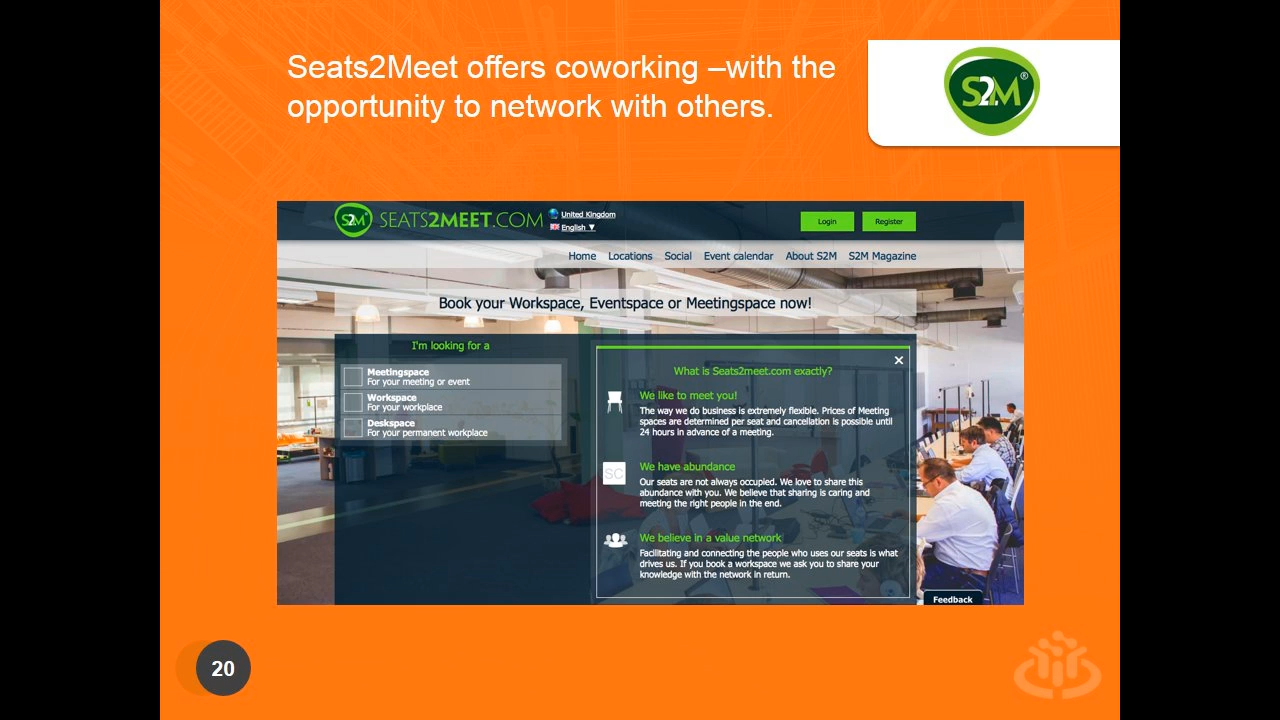 Seats2Meet offers coworking –with the
opportunity to network with others.
S2M®
S2M SEATS2MEET.COM
United Kingdom
English ▼
Login
Register
Home Locations Social Event calendar About S2M S2M Magazine
Book your Workspace, Eventspace or Meetingspace now!
I'm looking for a
Meetingspace
For your meeting or event
Workspace
For your workplace
Deskspace
For your permanent workplace
What is Seats2meet.com exactly?
We like to meet you!
The way we do business is extremely flexible. Prices of Meeting
spaces are determined per seat and cancellation is possible until
24 hours in advance of a meeting.
SC
We have abundance
Our seats are not always occupied. We love to share this
abundance with you. We believe that sharing is caring and
meeting the right people in the end.
We believe in a value network
Facilitating and connecting the people who uses our seats is what
drives us. If you book a workspace we ask you to share your
knowledge with the network in return.
Feedback
20